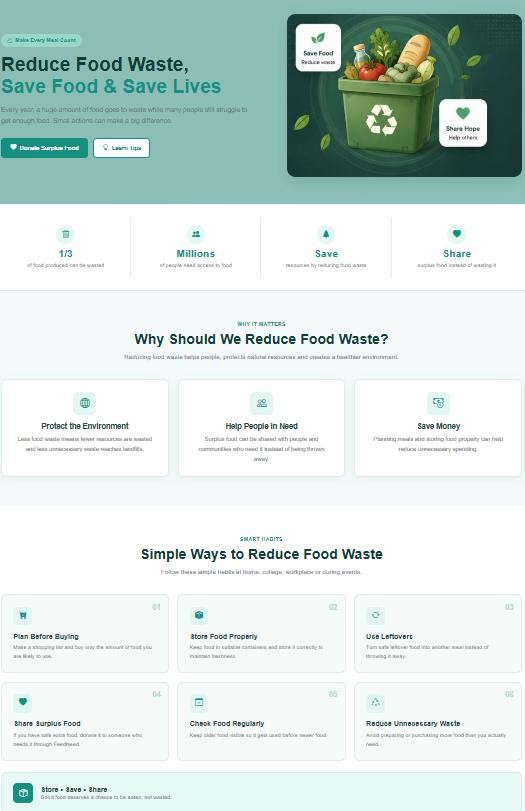 Make Every Meal Count
Reduce Food Waste,
Save Food & Save Lives
Every year, a huge amount of food goes to waste while many people still struggle to
get enough food. Small actions can make a big difference.
Donate Surplus Food
Learn Tips
Save Food
Reduce waste
Share Hope
Help others
1/3
of food produced can be wasted
Millions
of people need access to food
Save
resources by reducing food waste
Share
surplus food instead of wasting it
WHY IT MATTERS
Why Should We Reduce Food Waste?
Reducing food waste helps people, protects natural resources and creates a healthier environment.
Protect the Environment
Less food waste means fewer resources are wasted
and less unnecessary waste reaches landfills.
Help People in Need
Surplus food can be shared with people and
communities who need it instead of being thrown
away.
Save Money
Planning meals and storing food properly can help
reduce unnecessary spending.
SMART HABITS
Simple Ways to Reduce Food Waste
Follow these simple habits at home, college, workplace or during events.
01
Plan Before Buying
Make a shopping list and buy only the amount of food you
are likely to use.
02
Store Food Properly
Keep food in suitable containers and store it correctly to
maintain freshness.
03
Use Leftovers
Turn safe leftover food into another meal instead of
throwing it away.
04
Share Surplus Food
If you have safe extra food, donate it to someone who
needs it through FeedNeed.
05
Check Food Regularly
Keep older food visible so it gets used before newer food.
06
Reduce Unnecessary Waste
Avoid preparing or purchasing more food than you actually
need.
Store • Save • Share
Good food deserves a chance to be eaten, not wasted.